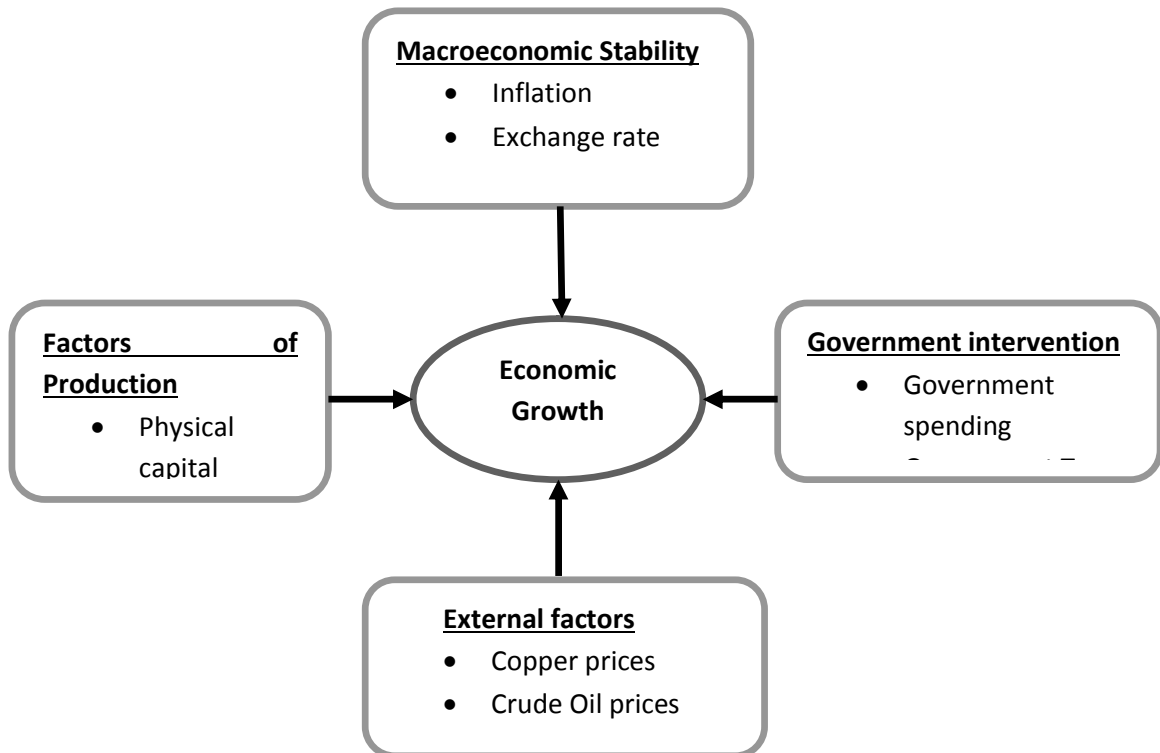 Macroeconomic Stability
• Inflation
• Exchange rate
Factors of
Production
• Physical
capital
Economic
Growth
Government intervention
• Government
spending
External factors
• Copper prices
• Crude Oil prices